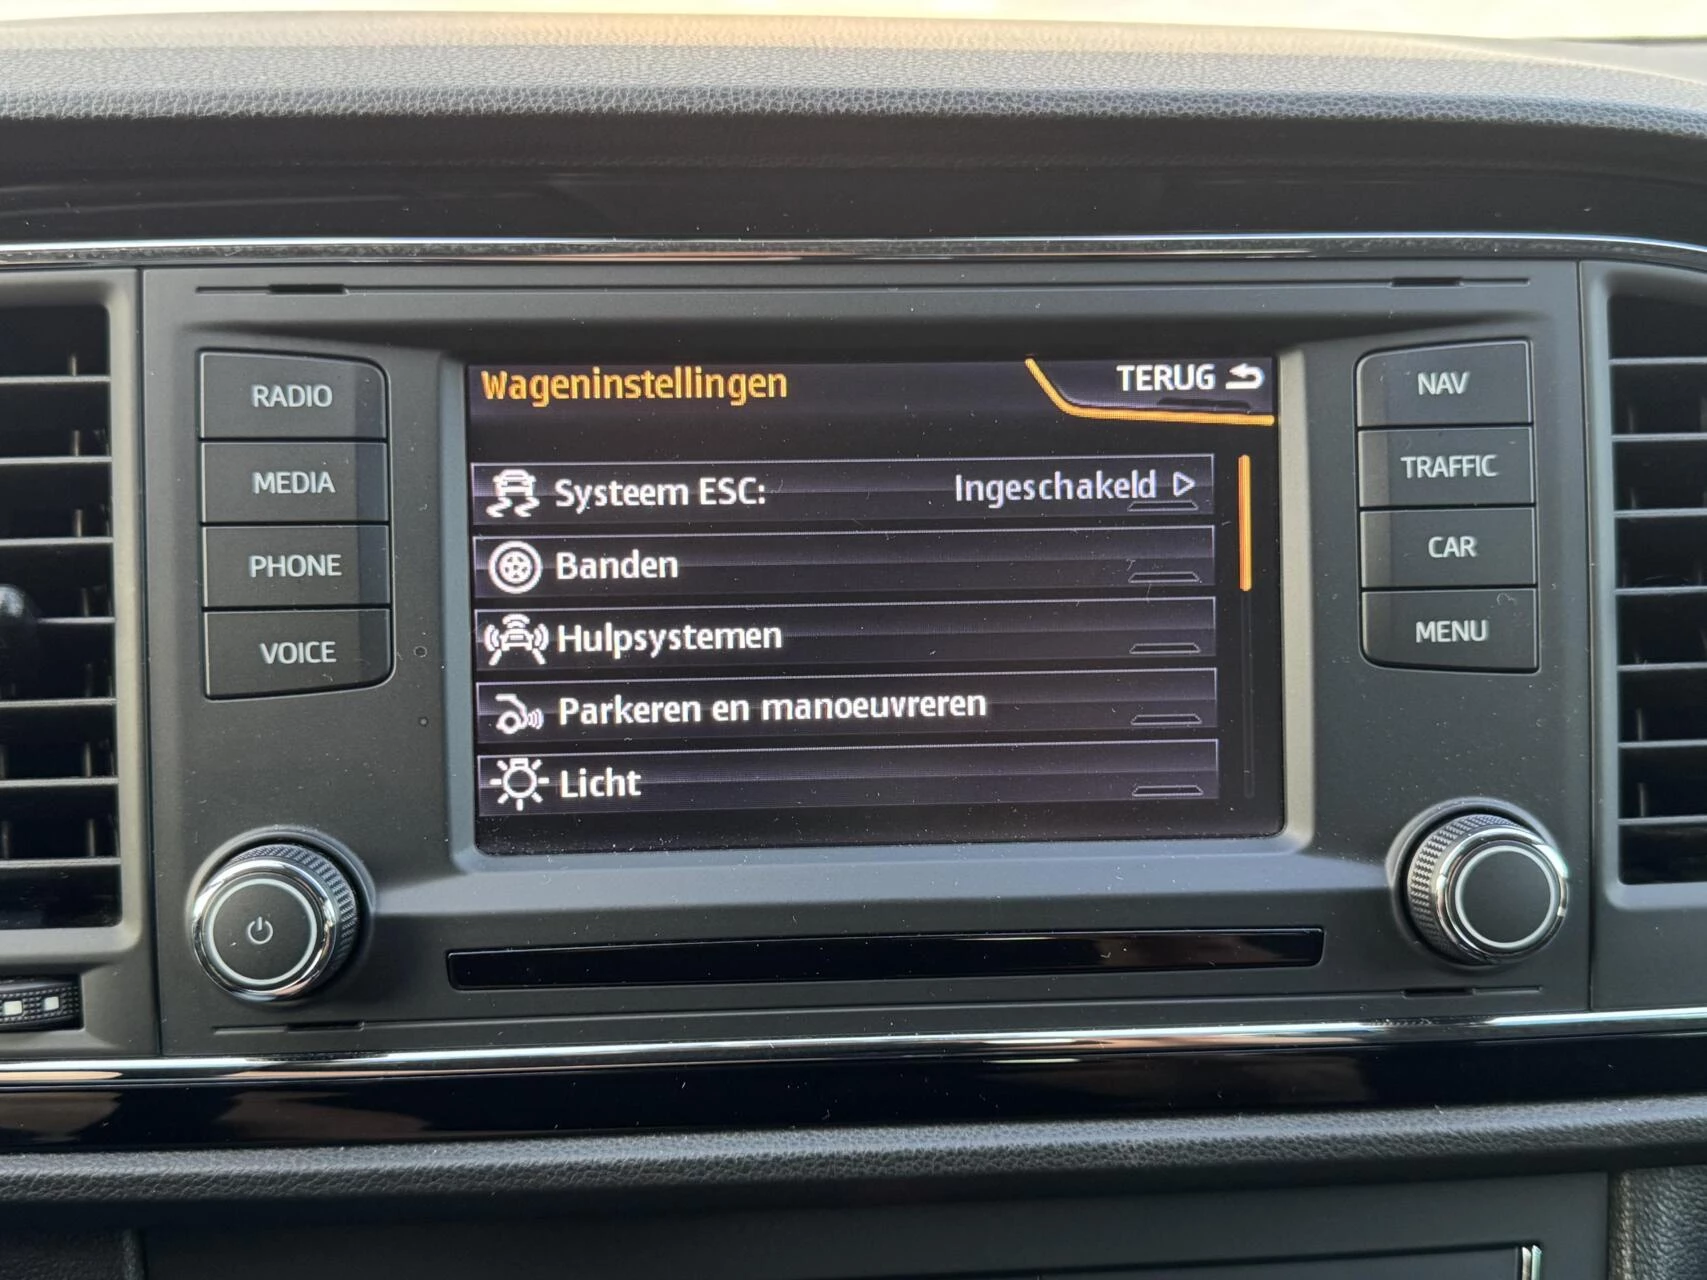 RADIO
MEDIA
PHONE
VOICE
Wageninstellingen
TERUG
Systeem ESC: Ingeschakeld
Banden
Hulpsystemen
Parkeren en manoeuvreren
Licht
NAV
TRAFFIC
CAR
MENU